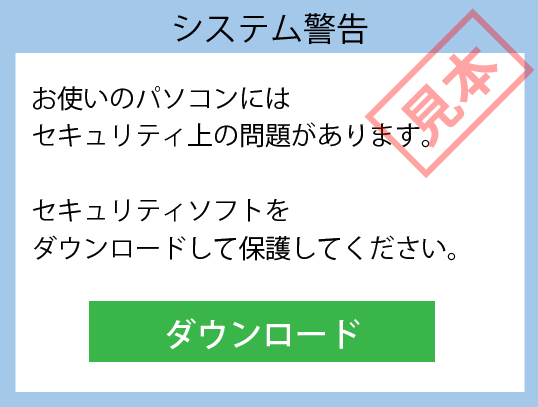 システム警告
見本
お使いのパソコンには
セキュリティ上の問題があります。
セキュリティソフトを
ダウンロードして保護してください。
ダウンロード